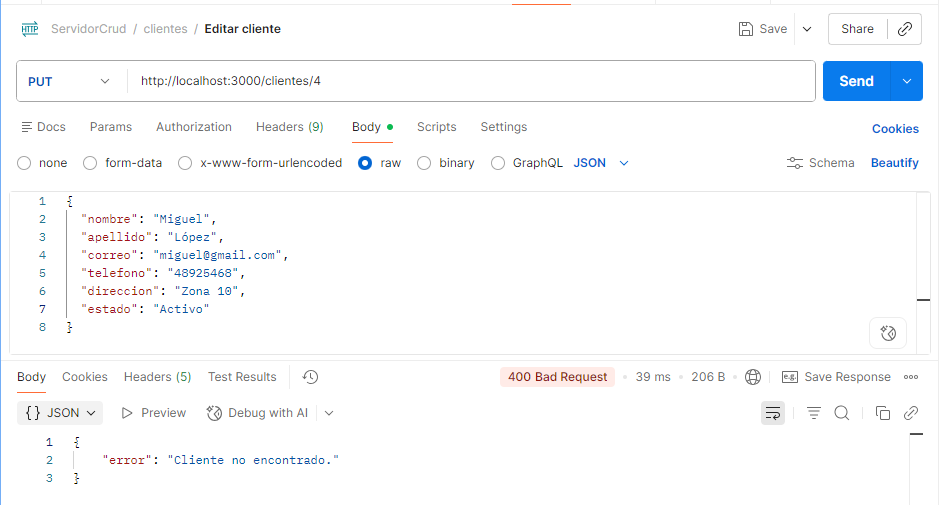 HTTP ServidorCrud / clientes / Editar cliente Save Share
PUT http://localhost:3000/clientes/4 Send
Docs Params Authorization Headers (9) Body Scripts Settings Cookies
none form-data x-www-form-urlencoded raw binary GraphQL JSON Schema Beautify
1 {
2 "nombre": "Miguel",
3 "apellido": "López",
4 "correo": "miguel@gmail.com",
5 "telefono": "48925468",
6 "direccion": "Zona 10",
7 "estado": "Activo"
8 }
Body Cookies Headers (5) Test Results 400 Bad Request 39 ms 206 B e.g. Save Response
{} JSON Preview Debug with AI
1 {
2 "error": "Cliente no encontrado."
3 }